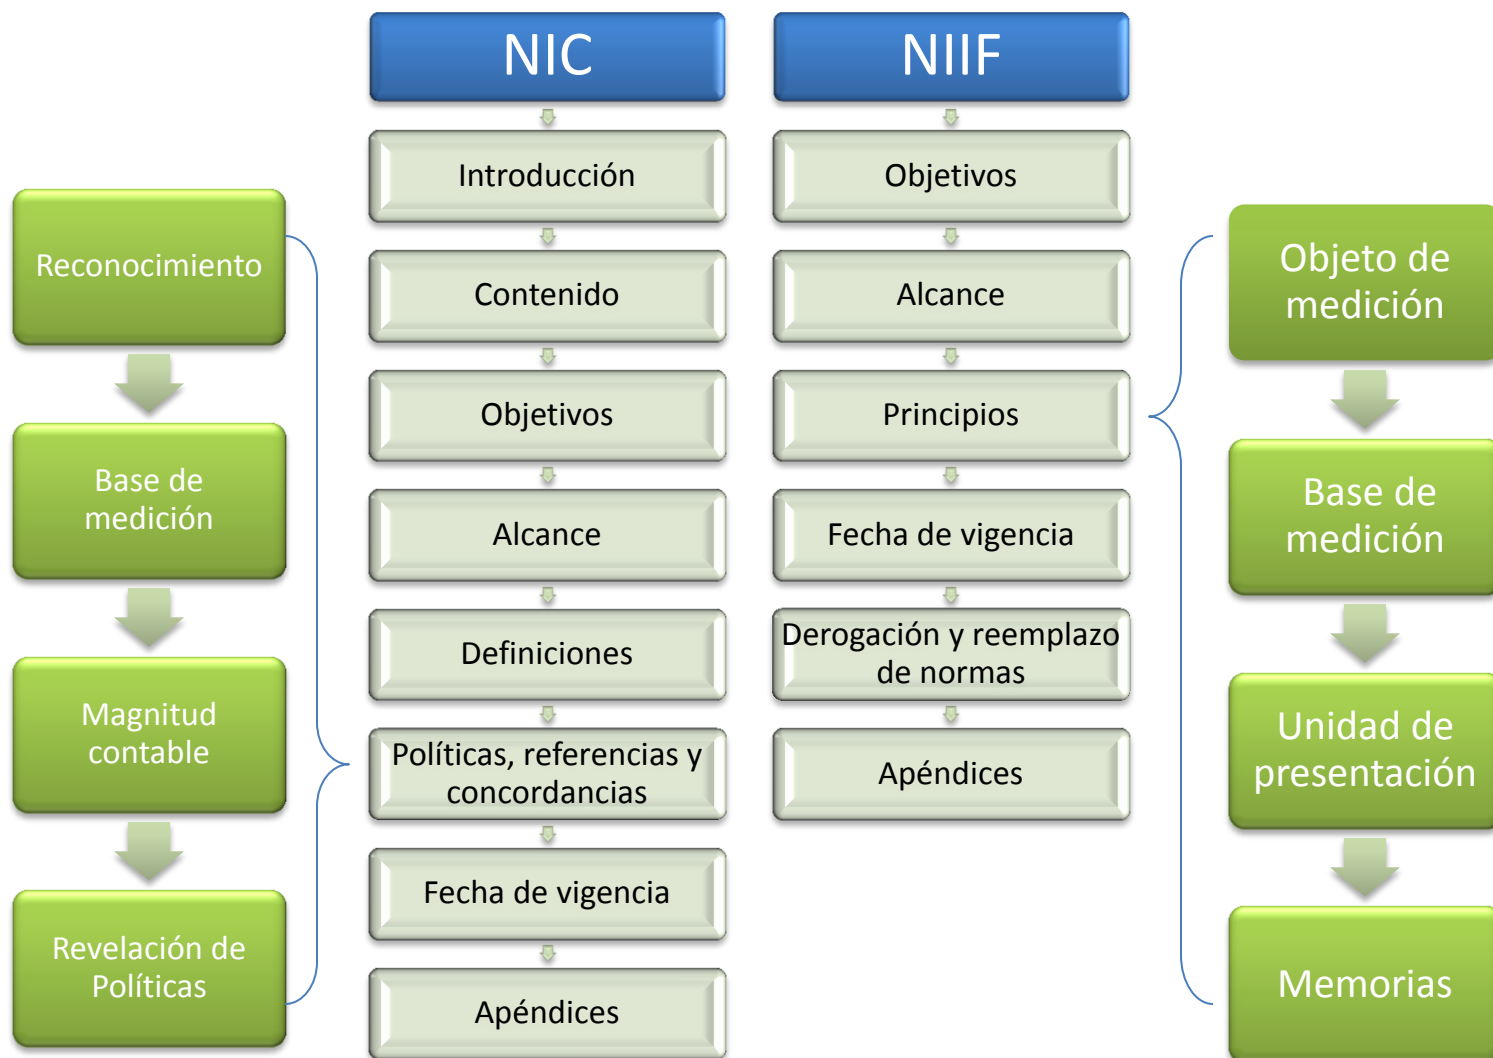 NIC
NIIF
Introducción
Contenido
Objetivos
Alcance
Definiciones
Políticas, referencias y
concordancias
Fecha de vigencia
Apéndices
Objetivos
Alcance
Principios
Fecha de vigencia
Derogación y reemplazo
de normas
Apéndices
Reconocimiento
Base de
medición
Magnitud
contable
Revelación de
Políticas
Objeto de
medición
Base de
medición
Unidad de
presentación
Memorias